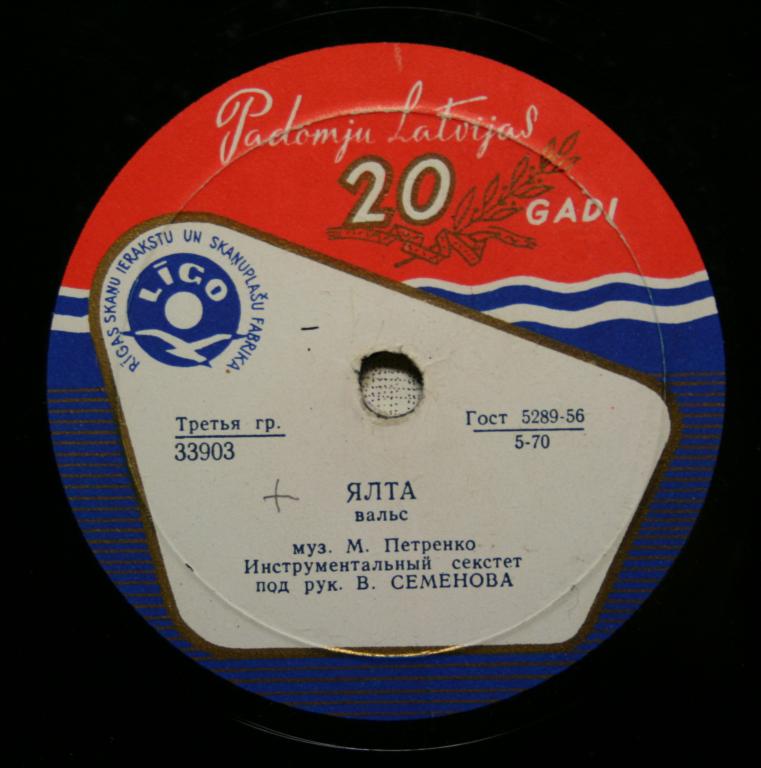 Padomju Latvijas
20 GADI
RĪGAS SKAŅU IERAKSTU UN SKAŅUPLAŠU FABRIKA
LĪGO
Третья гр.
33903
Гост 5289-56
5-70
ЯЛТА
вальс
муз. М. Петренко
Инструментальный секстет
под рук. В. СЕМЕНОВА